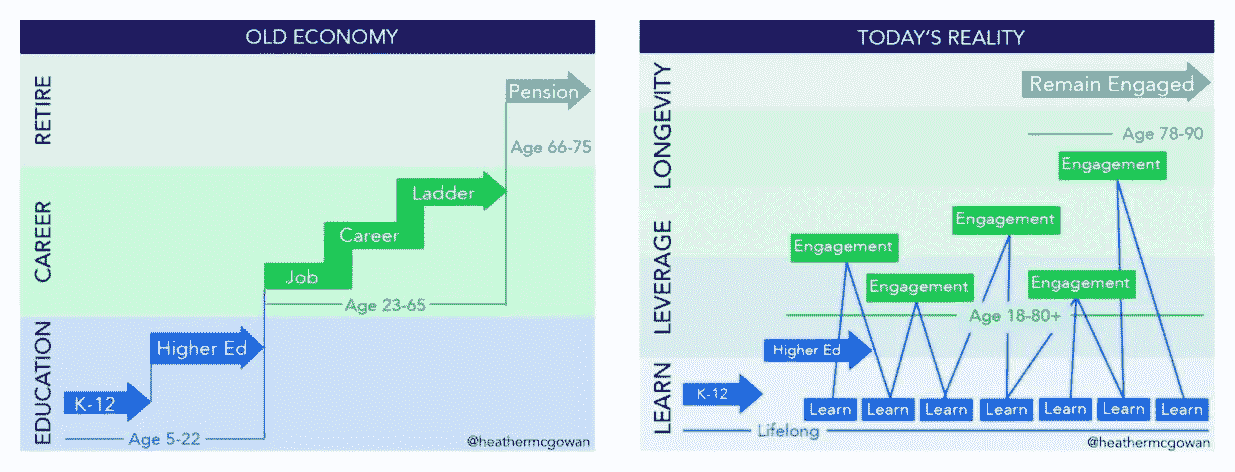 OLD ECONOMY
RETIRE
Pension
Age 66-75
CAREER
Ladder
Career
Job
Age 23-65
EDUCATION
Higher Ed
K-12
Age 5-22
@heathermcgowan
TODAY'S REALITY
LONGEVITY
Remain Engaged
Age 78-90
Engagement
LEVERAGE
Engagement
Engagement
Engagement
Engagement
Age 18-80+
LEARN
Higher Ed
K-12
Learn Learn Learn Learn Learn Learn Learn
Lifelong
@heathermcgowan